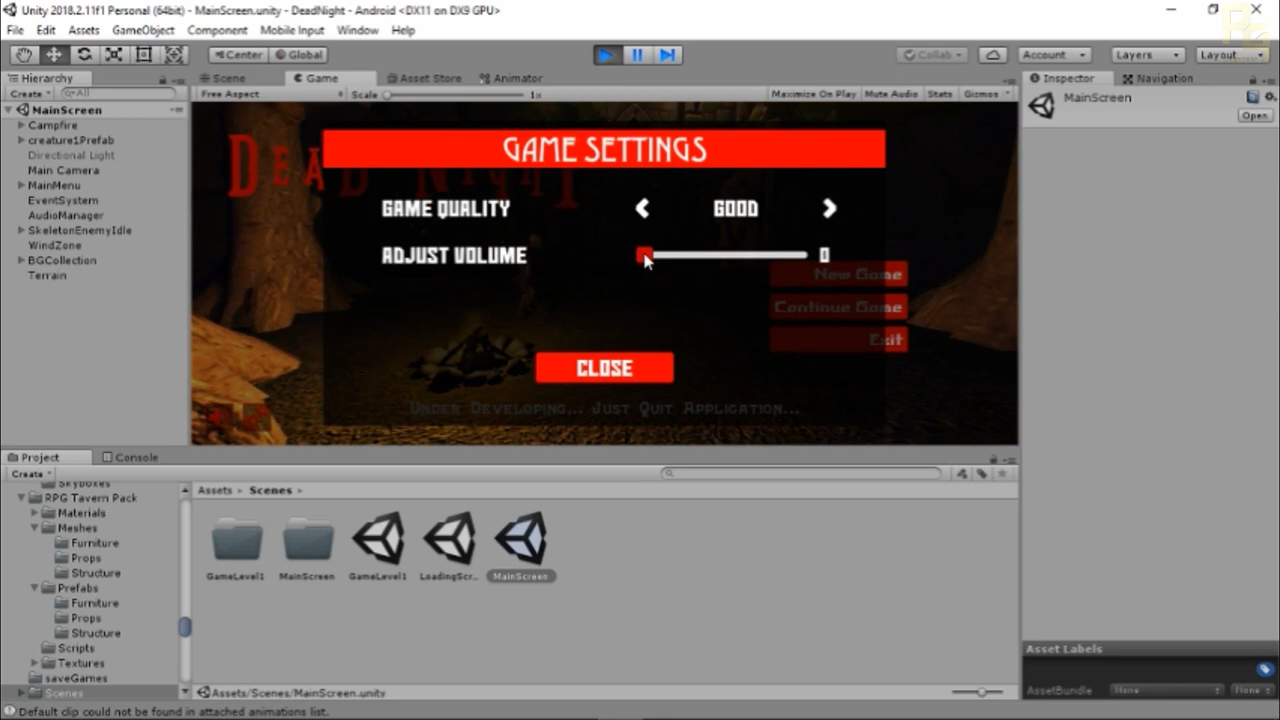 Unity 2018.2.11f1 Personal (64bit) - MainScreen.unity - DeadNight - Android <DX11 on DX9 GPU>
File Edit Assets GameObject Component Mobile Input Window Help
Center Global Collab Account Layers Layout
Hierarchy Scene Game Asset Store Animator Inspector Navigation
Create All Free Aspect Scale 1x Maximize On Play Mute Audio Stats Gizmos MainScreen
Open
MainScreen
Campfire
creature1Prefab
Directional Light
Main Camera
MainMenu
EventSystem
AudioManager
SkeletonEnemyIdle
WindZone
BGCollection
Terrain
Dead Night
GAME SETTINGS
GAME QUALITY < GOOD >
ADJUST VOLUME 0
New Game
Continue Game
Exit
CLOSE
Under Developing... Just Quit Application...
Project Console
Create
Assets > Scenes >
Skyboxes
RPG Tavern Pack
Materials
Meshes
Furniture
Props
Structure
Prefabs
Furniture
Props
Structure
Scripts
Textures
saveGames
Scenes
GameLevel1 MainScreen GameLevel1 LoadingScr... MainScreen
Assets/Scenes/MainScreen.unity
Asset Labels
AssetBundle None None
Default clip could not be found in attached animations list.